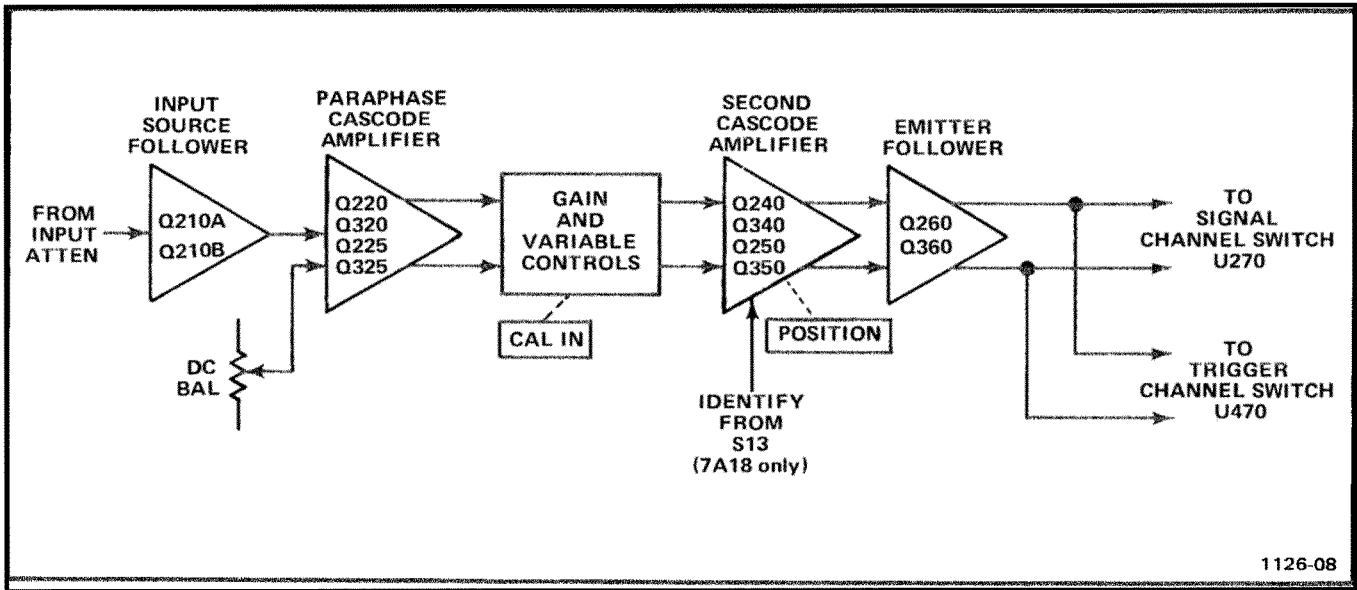 INPUT
SOURCE
FOLLOWER
PARAPHASE
CASCODE
AMPLIFIER
SECOND
CASCODE
AMPLIFIER
EMITTER
FOLLOWER
FROM
INPUT
ATTEN
Q210A
Q210B
Q220
Q320
Q225
Q325
GAIN
AND
VARIABLE
CONTROLS
Q240
Q340
Q250
Q350
Q260
Q360
TO
SIGNAL
CHANNEL SWITCH
U270
DC
BAL
CAL IN
POSITION
IDENTIFY
FROM
S13
(7A18 only)
TO
TRIGGER
CHANNEL SWITCH
U470
1126-08